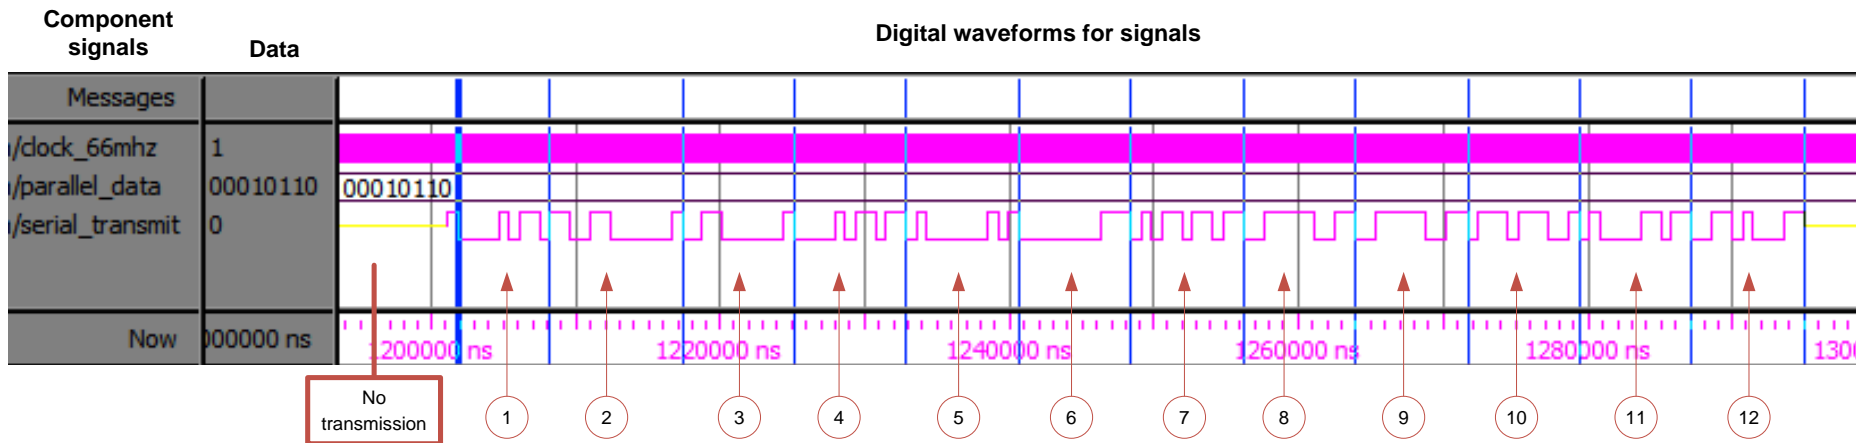 Component
signals
Data
Digital waveforms for signals
Messages
/clock_66mhz
1
/parallel_data
00010110
00010110
/serial_transmit
0
Now
000000 ns
1200000 ns
1220000 ns
1240000 ns
1260000 ns
1280000 ns
1300
No
transmission
1
2
3
4
5
6
7
8
9
10
11
12